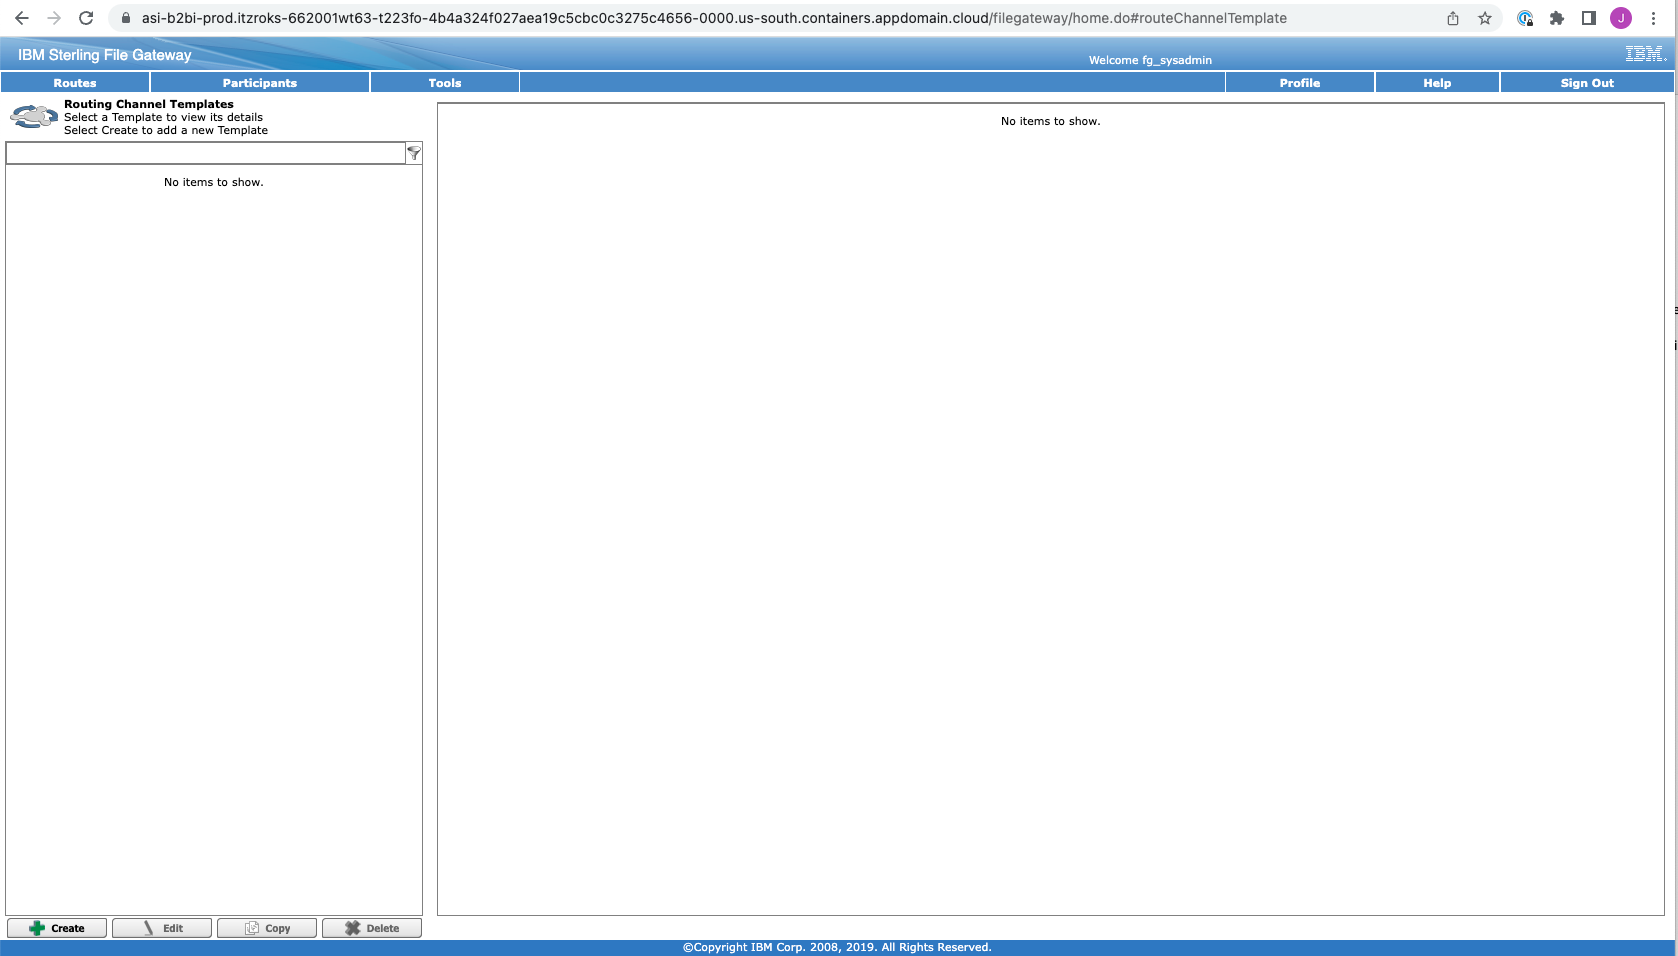 asi-b2bi-prod.itzroks-662001wt63-t223fo-4b4a324f027aea19c5cbc0c3275c4656-0000.us-south.containers.appdomain.cloud/filegateway/home.do#routeChannelTemplate
J
IBM Sterling File Gateway
Welcome fg_sysadmin
IBM
Routes Participants Tools Profile Help Sign Out
Routing Channel Templates
Select a Template to view its details
Select Create to add a new Template
No items to show.
No items to show.
Create Edit Copy Delete
©Copyright IBM Corp. 2008, 2019. All Rights Reserved.